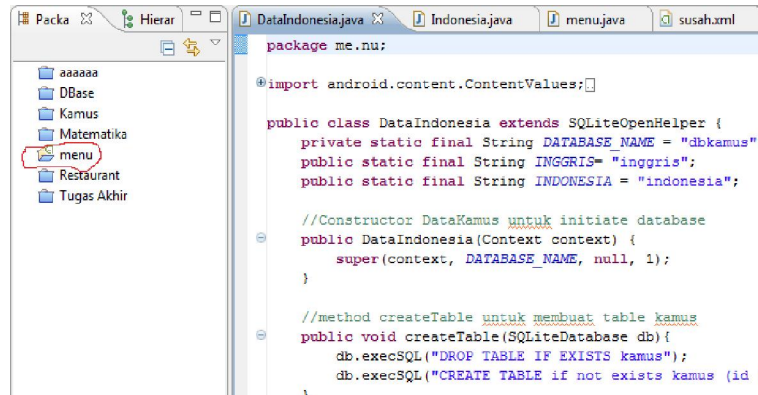 Packa Hierar
aaaaaa
DBase
Kamus
Matematika
menu
Restaurant
Tugas Akhir
DataIndonesia.java Indonesia.java menu.java susah.xml
package me.nu;
import android.content.ContentValues;
public class DataIndonesia extends SQLiteOpenHelper {
private static final String DATABASE_NAME = "dbkamus"
public static final String INGGRIS= "inggris";
public static final String INDONESIA = "indonesia";
//Constructor DataKamus untuk initiate database
public DataIndonesia(Context context) {
super(context, DATABASE_NAME, null, 1);
}
//method createTable untuk membuat table kamus
public void createTable(SQLiteDatabase db){
db.execSQL("DROP TABLE IF EXISTS kamus");
db.execSQL("CREATE TABLE if not exists kamus (id
}